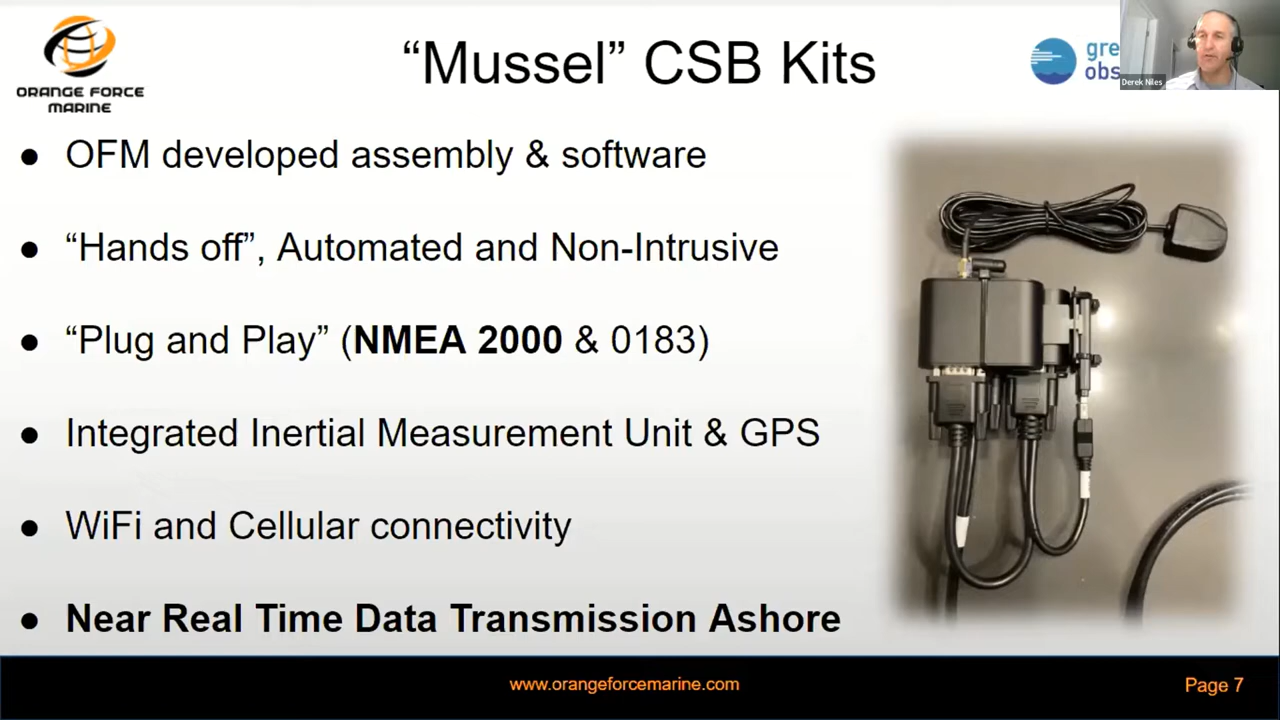 ORANGE FORCE
MARINE
“Mussel” CSB Kits
gre
obs
Derek Niles
● OFM developed assembly & software
● “Hands off”, Automated and Non-Intrusive
● “Plug and Play” (NMEA 2000 & 0183)
● Integrated Inertial Measurement Unit & GPS
● WiFi and Cellular connectivity
● Near Real Time Data Transmission Ashore
www.orangeforcemarine.com
Page 7